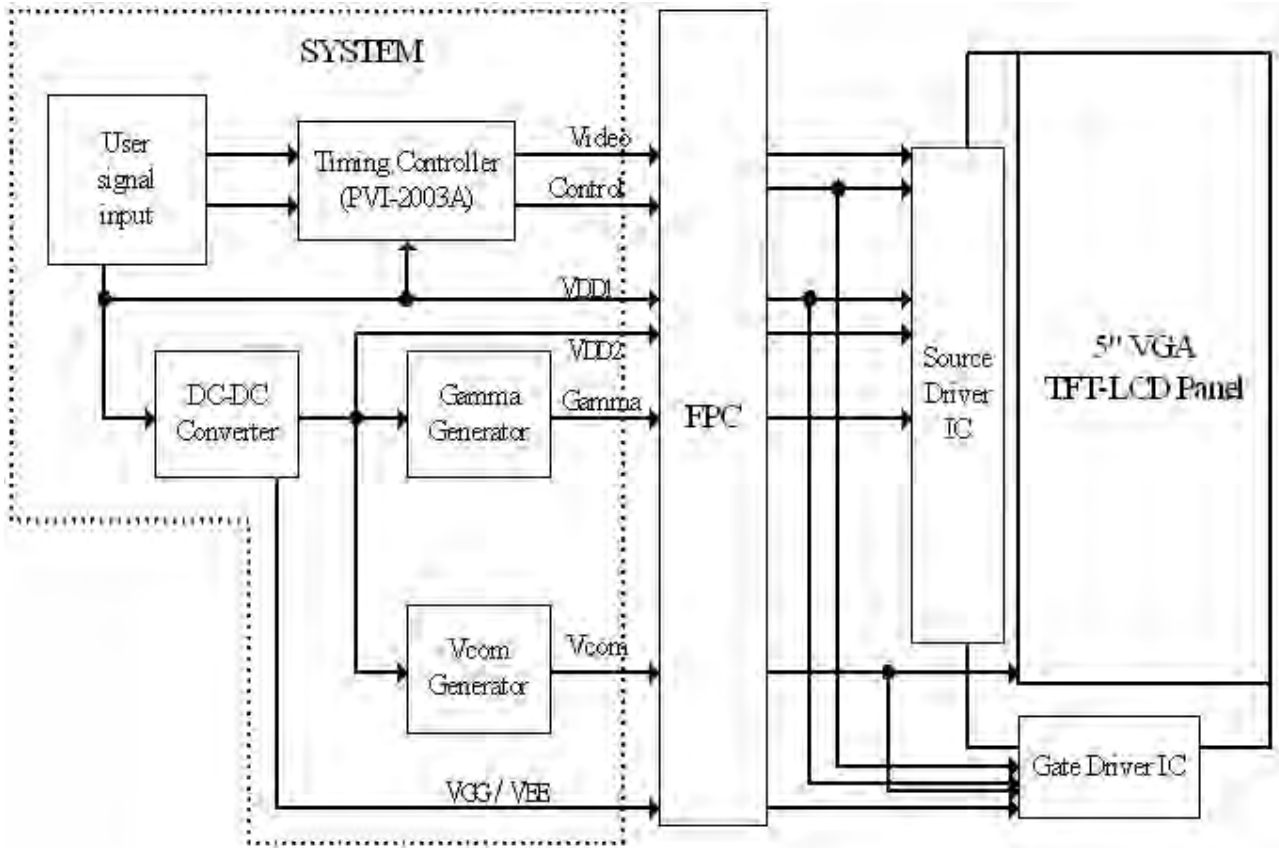 SYSTEM
User
signal
input
Timing Controller
(PVI-2003A)
Video
Control
VDD1
VDD2
DC-DC
Converter
Gamma
Generator
Gamma
FPC
Source
Driver
IC
5" VGA
TFT-LCD Panel
Vcom
Generator
Vcom
VGG / VEE
Gate Driver IC